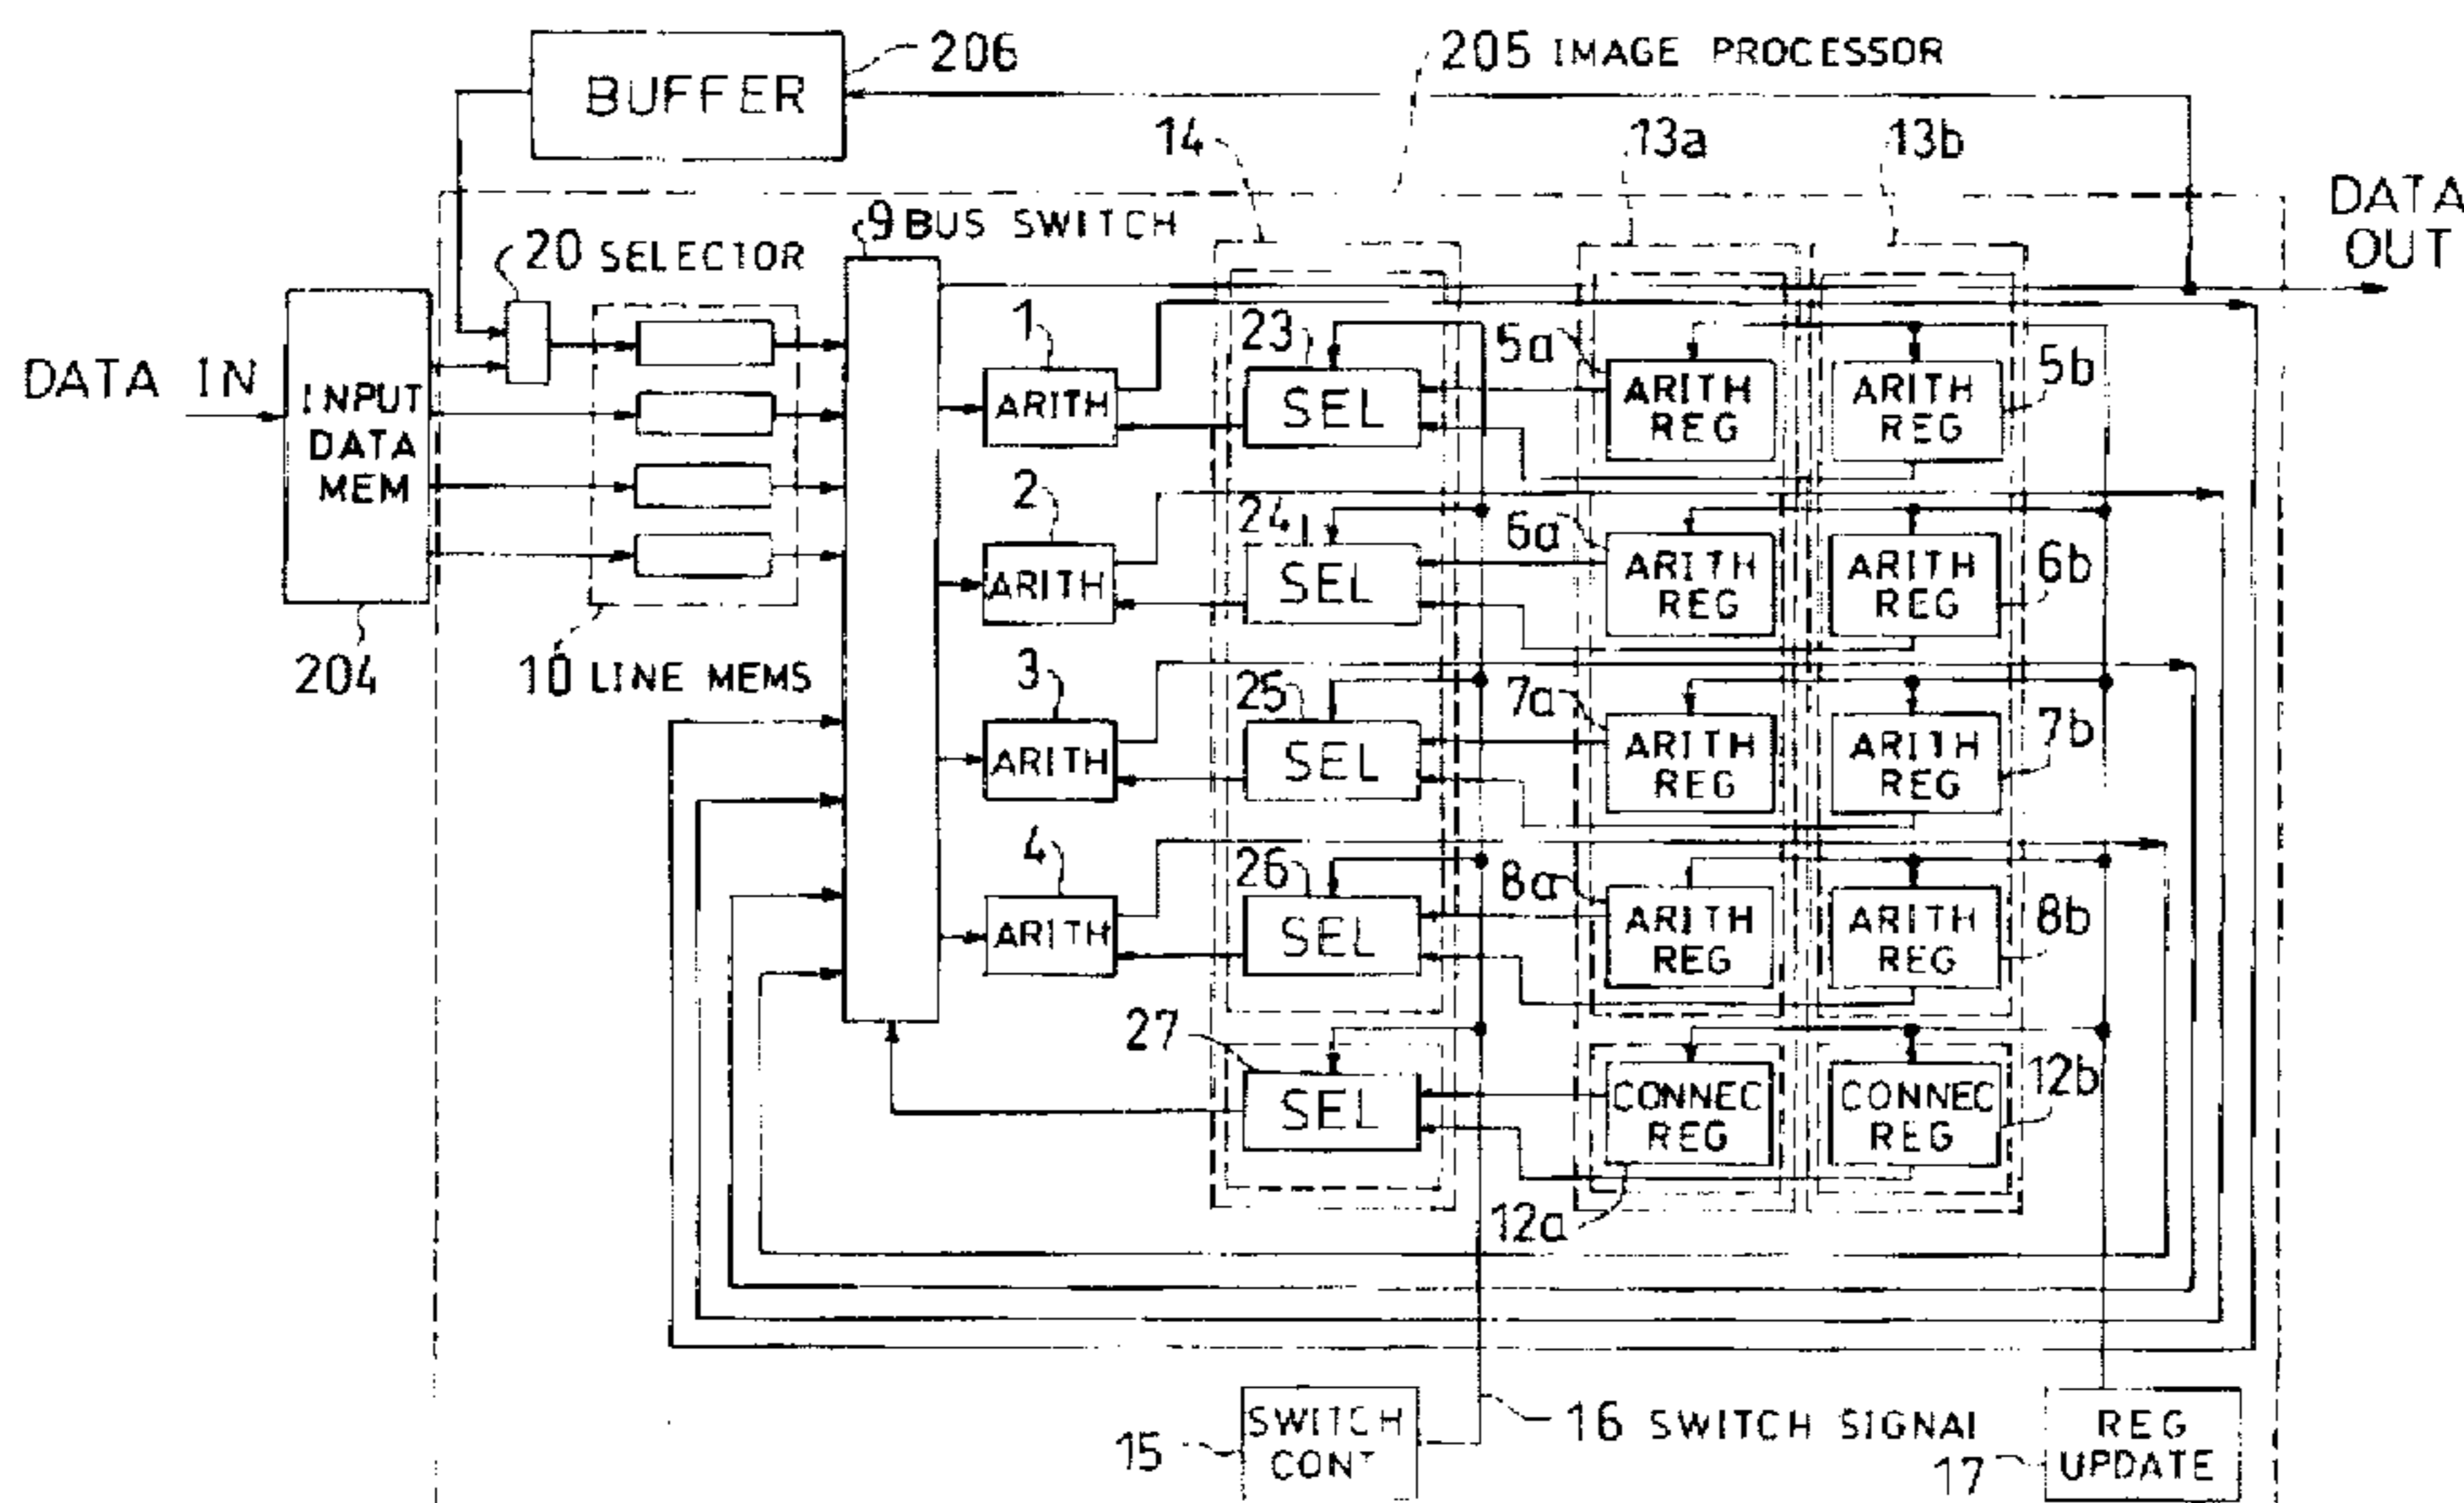 206
BUFFER
205 IMAGE PROCESSOR
14
13a
13b
DATA
OUT
9 BUS SWITCH
20 SELECTOR
DATA IN
INPUT
DATA
MEM
204
10 LINE MEMS
1
ARITH
23
SEL
5a
ARITH
REG
ARITH
REG
5b
2
ARITH
24
SEL
6a
ARITH
REG
ARITH
REG
6b
3
ARITH
25
SEL
7a
ARITH
REG
ARITH
REG
7b
4
ARITH
26
SEL
8a
ARITH
REG
ARITH
REG
8b
27
SEL
CONNEC
REG
CONNEC
REG
12b
12a
15
SWITCH
CONT
16 SWITCH SIGNAL
17
REG
UPDATE